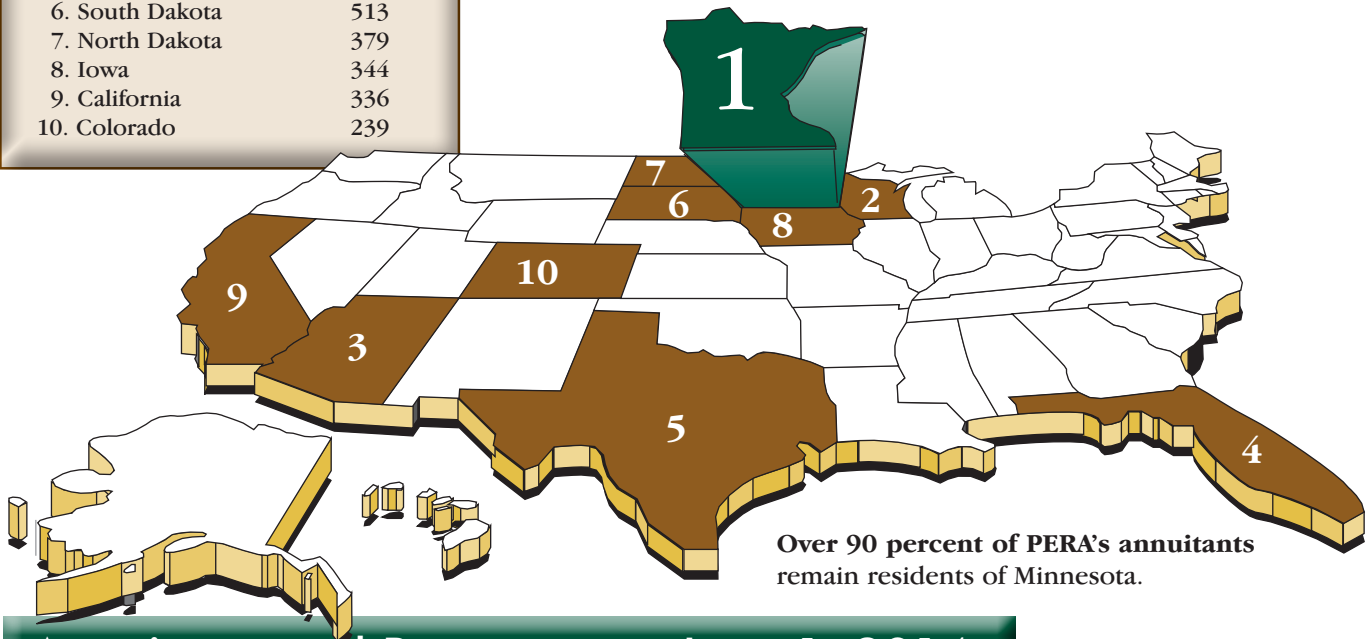 6. South Dakota 513
7. North Dakota 379
8. Iowa 344
9. California 336
10. Colorado 239
1
7
6
2
8
10
9
3
5
4
Over 90 percent of PERA's annuitants
remain residents of Minnesota.